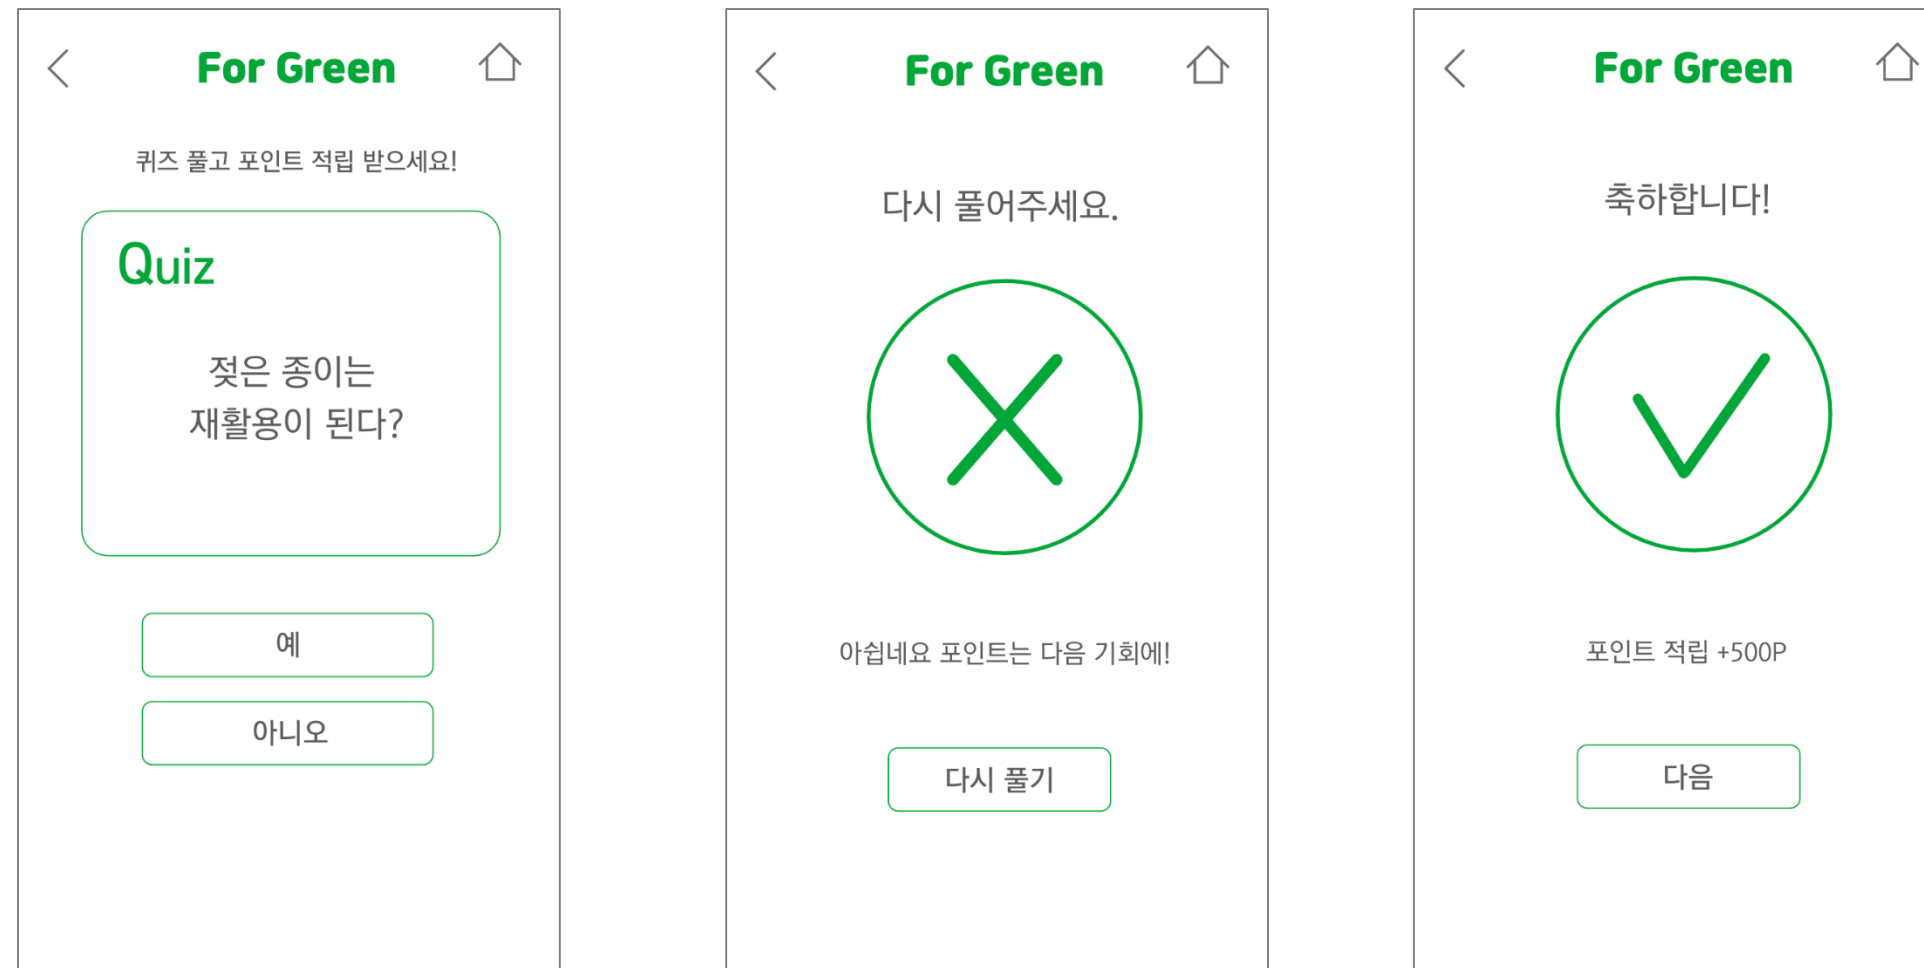 For Green
퀴즈 풀고 포인트 적립 받으세요!
Quiz
젖은 종이는
재활용이 된다?
예
아니오
For Green
다시 풀어주세요.
아쉽네요 포인트는 다음 기회에!
다시 풀기
For Green
축하합니다!
포인트 적립 +500P
다음